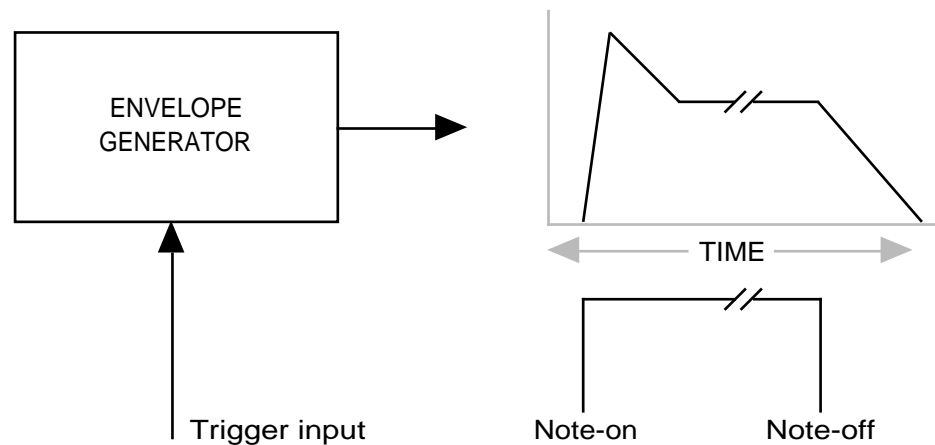 ENVELOPE
GENERATOR
TIME
Trigger input
Note-on
Note-off